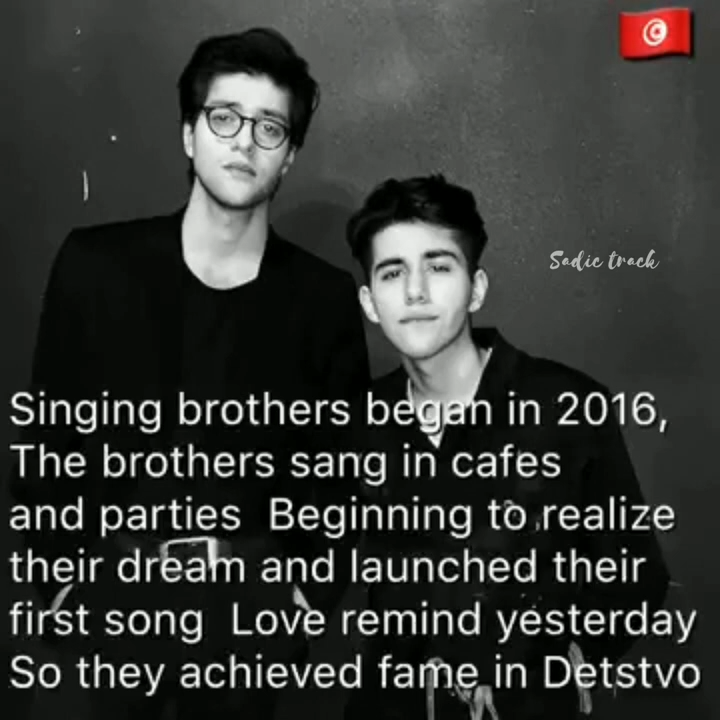 Sadic track
Singing brothers began in 2016,
The brothers sang in cafes
and parties Beginning to realize
their dream and launched their
first song Love remind yesterday
So they achieved fame in Detstvo